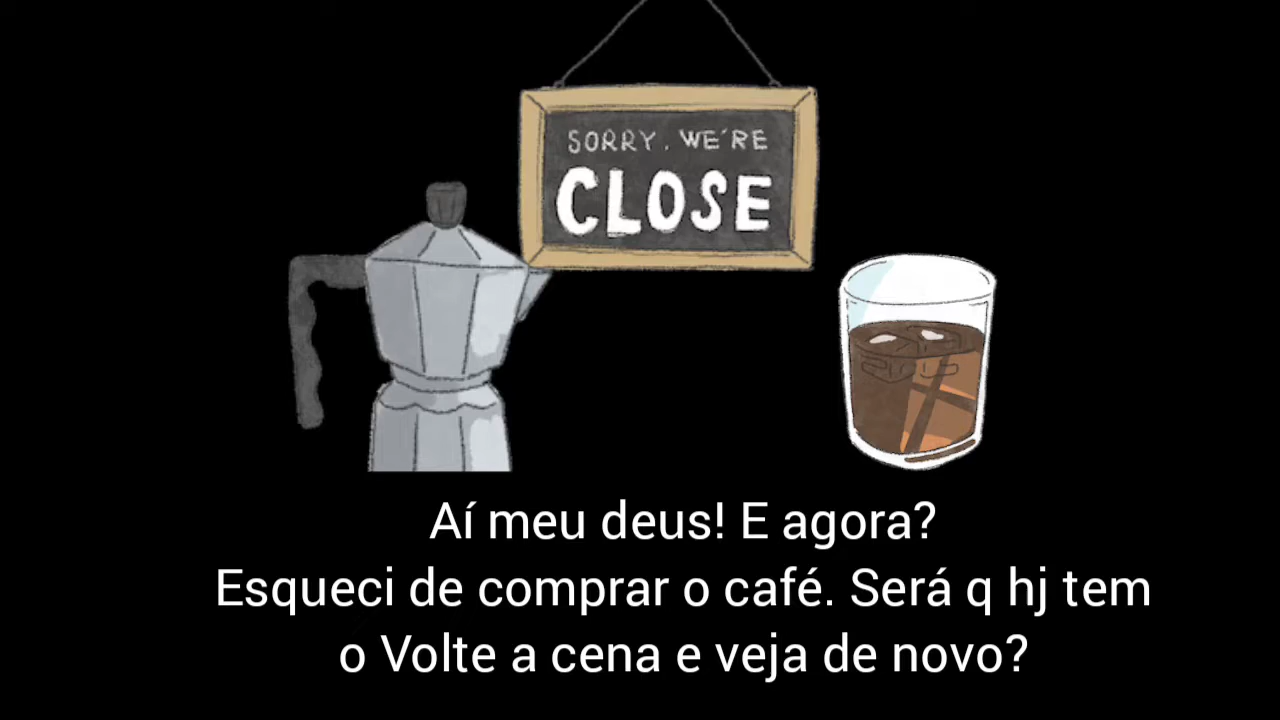 SORRY, WE'RE
CLOSE
Aí meu deus! E agora?
Esqueci de comprar o café. Será q hj tem
o Volte a cena e veja de novo?